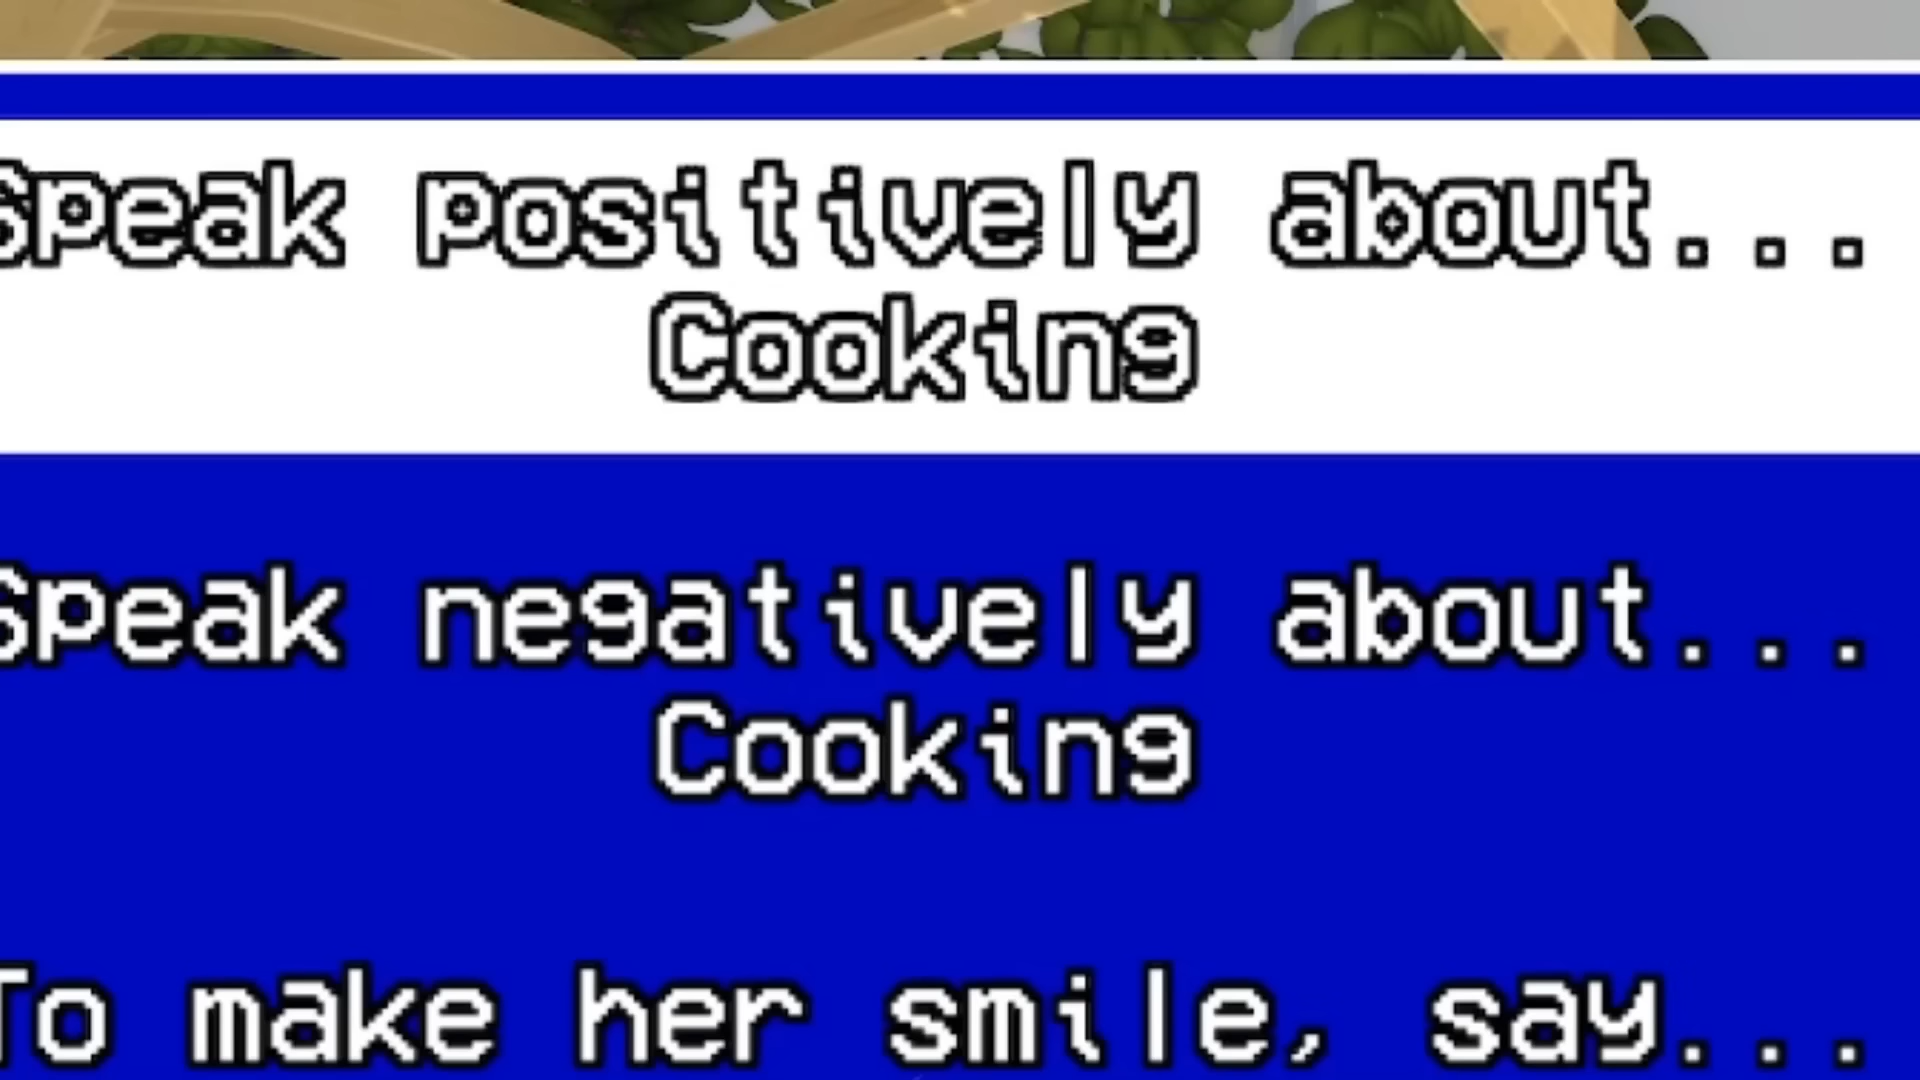 Speak positively about...
Cooking
Speak negatively about...
Cooking
To make her smile, say...